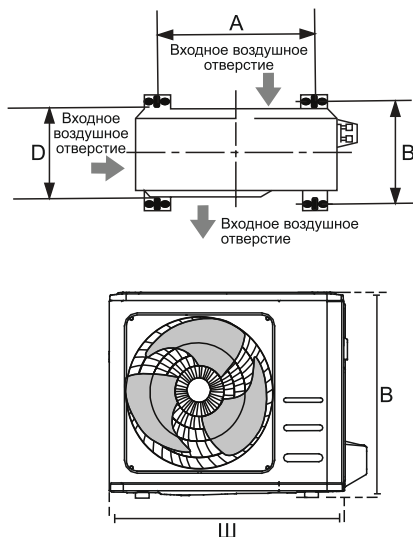 A
Входное воздушное
отверстие
Входное
воздушное
отверстие
D
B
Входное воздушное
отверстие
В
Ш